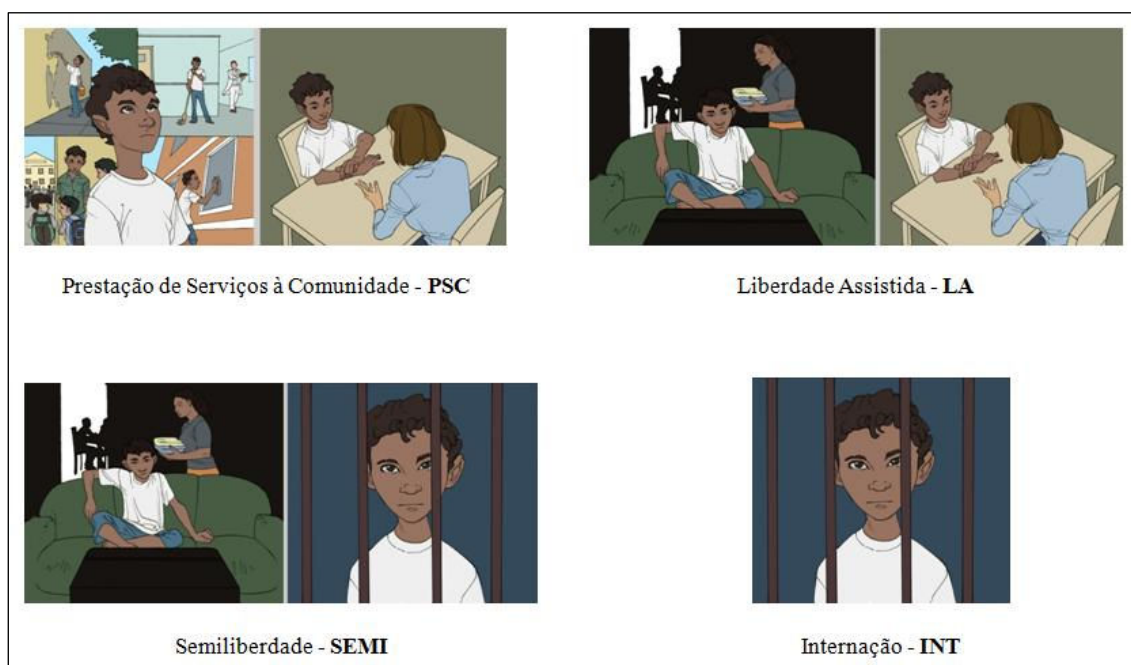 Prestação de Serviços à Comunidade - PSC
Liberdade Assistida - LA
Semiliberdade - SEMI
Internação - INT